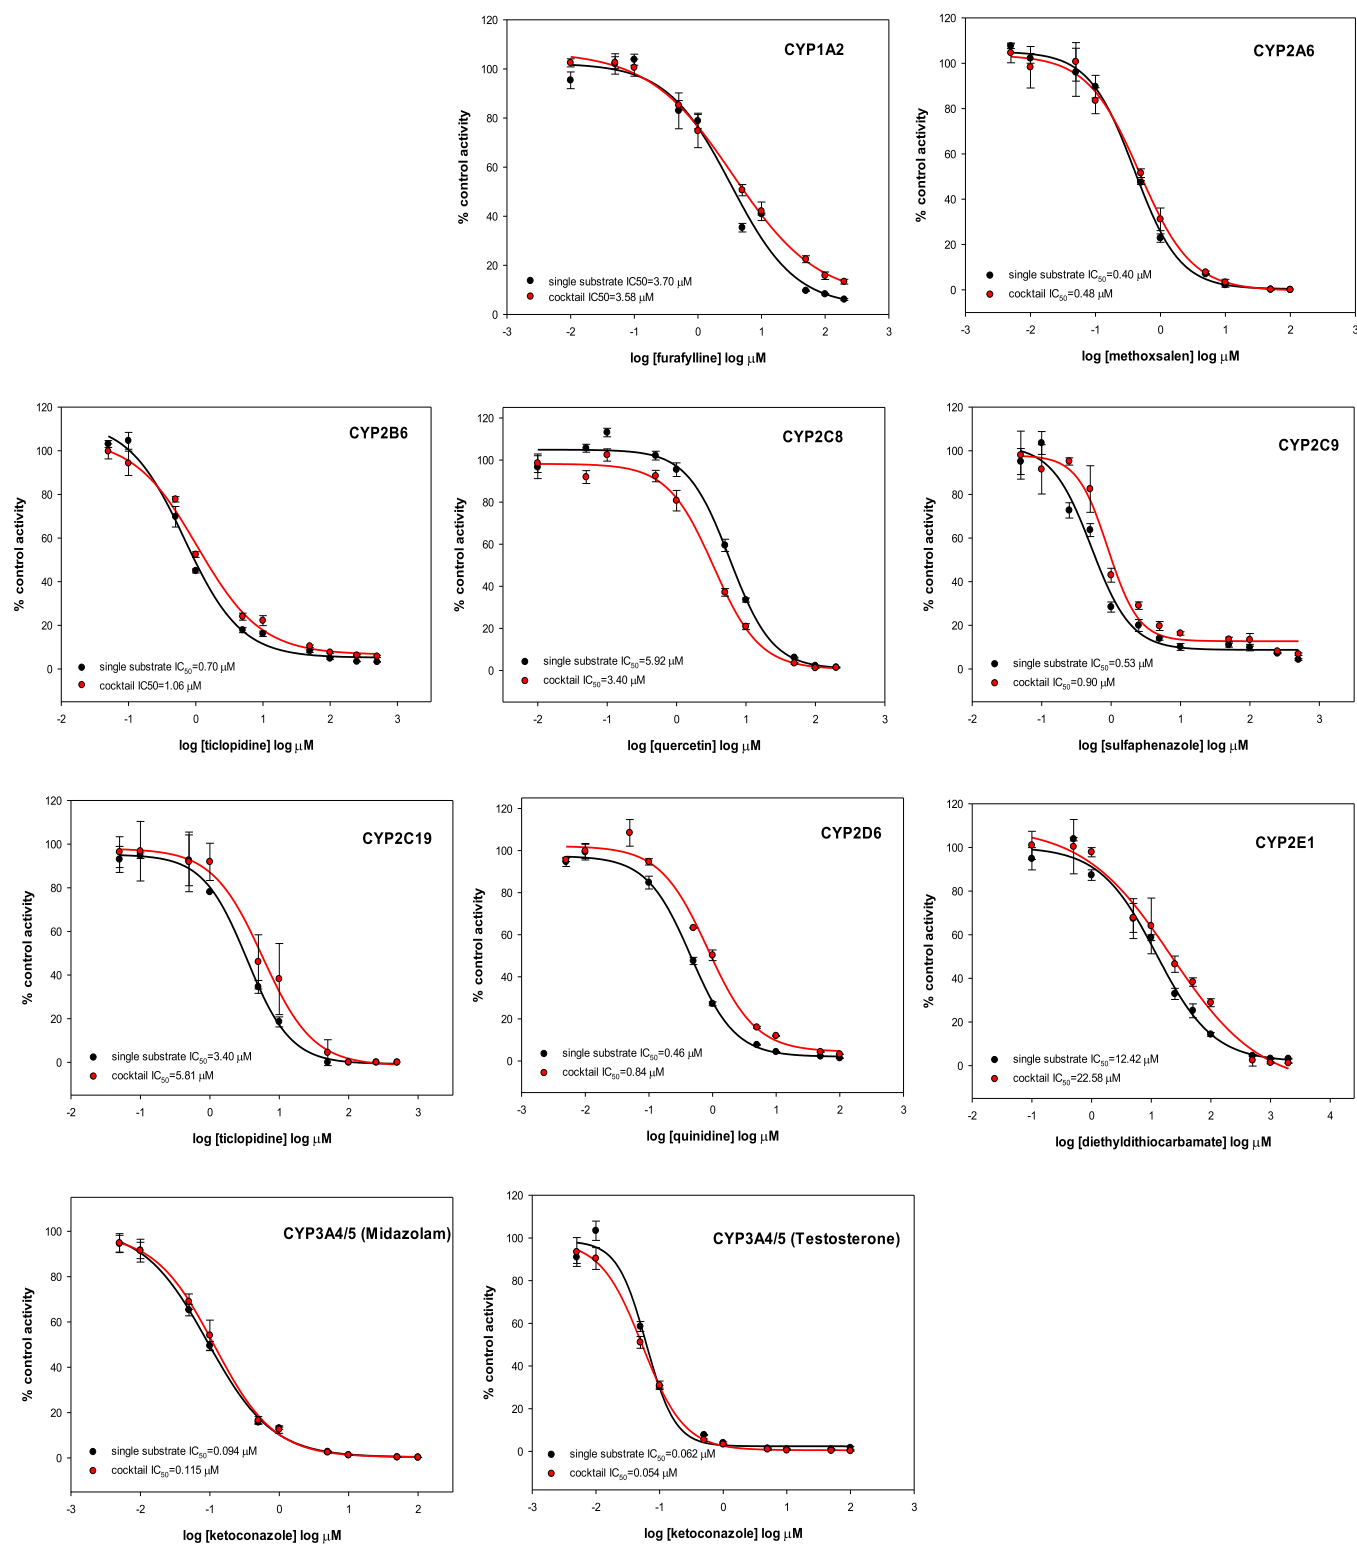 CYP1A2
120
100
80
60
40
20
0
% control activity
single substrate IC50=3.70 µM
cocktail IC50=3.58 µM
-3 -2 -1 0 1 2 3
log [furafylline] log µM
CYP2A6
120
100
80
60
40
20
0
% control activity
single substrate IC50=0.40 µM
cocktail IC50=0.48 µM
-3 -2 -1 0 1 2 3
log [methoxsalen] log µM
CYP2B6
120
100
80
60
40
20
0
% control activity
single substrate IC50=0.70 µM
cocktail IC50=1.06 µM
-2 -1 0 1 2 3
log [ticlopidine] log µM
CYP2C8
120
100
80
60
40
20
0
% control activity
single substrate IC50=5.92 µM
cocktail IC50=3.40 µM
-2 -1 0 1 2 3
log [quercetin] log µM
CYP2C9
120
100
80
60
40
20
0
% control activity
single substrate IC50=0.53 µM
cocktail IC50=0.90 µM
-2 -1 0 1 2 3
log [sulfaphenazole] log µM
CYP2C19
120
100
80
60
40
20
0
% control activity
single substrate IC50=3.40 µM
cocktail IC50=5.81 µM
-2 -1 0 1 2 3
log [ticlopidine] log µM
CYP2D6
120
100
80
60
40
20
0
% control activity
single substrate IC50=0.46 µM
cocktail IC50=0.84 µM
-3 -2 -1 0 1 2 3
log [quinidine] log µM
CYP2E1
120
100
80
60
40
20
0
% control activity
single substrate IC50=12.42 µM
cocktail IC50=22.58 µM
-2 -1 0 1 2 3 4
log [diethyldithiocarbamate] log µM
CYP3A4/5 (Midazolam)
100
80
60
40
20
0
% control activity
single substrate IC50=0.094 µM
cocktail IC50=0.115 µM
-3 -2 -1 0 1 2
log [ketoconazole] log µM
CYP3A4/5 (Testosterone)
120
100
80
60
40
20
0
% control activity
single substrate IC50=0.062 µM
cocktail IC50=0.054 µM
-3 -2 -1 0 1 2 3
log [ketoconazole] log µM